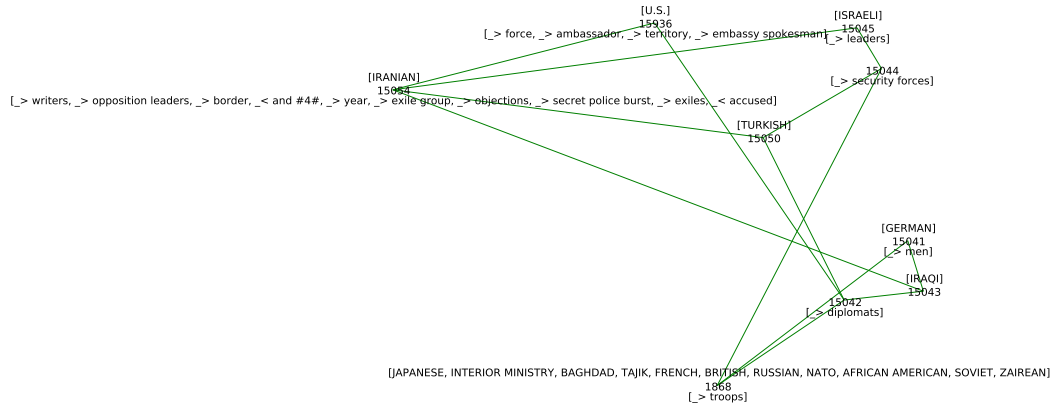 [U.S.]
15936
[_> force, _> ambassador, _> territory, _> embassy spokesman]
[ISRAELI]
15045
[_> leaders]
15044
[_> security forces]
[IRANIAN]
15054
[_> writers, _> opposition leaders, _> border, _< and #4#, _> year, _> exile group, _> objections, _> secret police burst, _> exiles, _< accused]
[TURKISH]
15050
[GERMAN]
15041
[_> men]
[IRAQI]
15043
15042
[_> diplomats]
[JAPANESE, INTERIOR MINISTRY, BAGHDAD, TAJIK, FRENCH, BRITISH, RUSSIAN, NATO, AFRICAN AMERICAN, SOVIET, ZAIREAN]
1868
[_> troops]